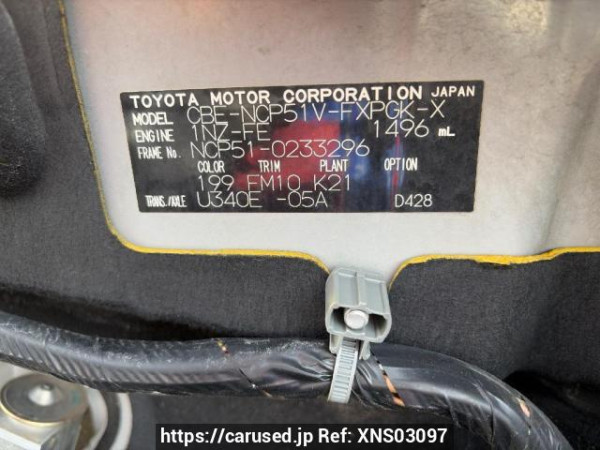 TOYOTA MOTOR CORPORATION JAPAN
MODEL CBE-NCP51V-FXPGK-X
ENGINE 1NZ-FE 1496 mL
FRAME No. NCP51-0233296
COLOR TRIM PLANT OPTION
199 FM10 K21
TRANS./AXLE U340E -05A D428
https://carused.jp Ref: XNS03097